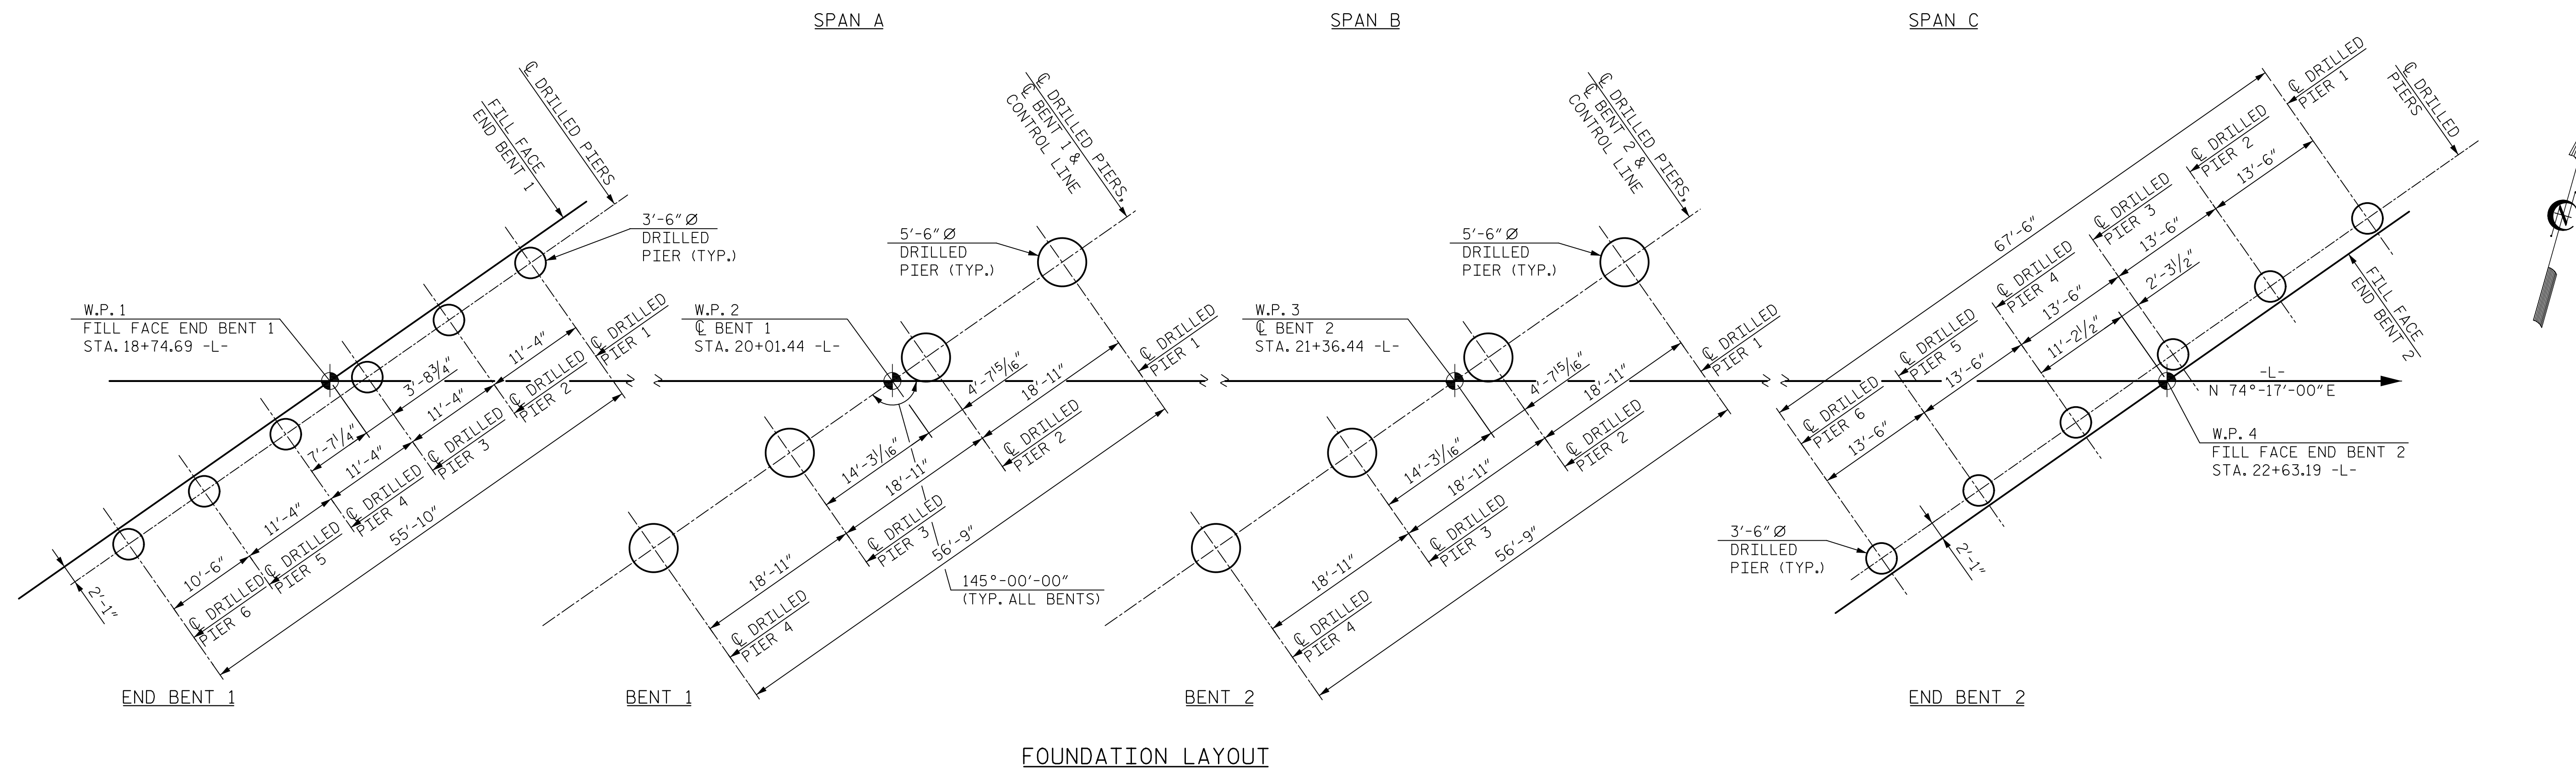 SPAN A
SPAN B
SPAN C
℄ DRILLED PIERS
FILL FACE
END BENT 1
3'-6" Ø
DRILLED
PIER (TYP.)
W.P. 1
FILL FACE END BENT 1
STA. 18+74.69 -L-
℄ DRILLED
PIER 1
℄ DRILLED
PIER 2
℄ DRILLED
PIER 3
℄ DRILLED
PIER 4
℄ DRILLED
PIER 5
℄ DRILLED
PIER 6
11'-4"
3'-8 3/4"
11'-4"
7'-7 1/4"
11'-4"
11'-4"
10'-6"
55'-10"
2'-1"
END BENT 1
℄ DRILLED PIERS,
℄ BENT 1 &
CONTROL LINE
5'-6" Ø
DRILLED
PIER (TYP.)
W.P. 2
℄ BENT 1
STA. 20+01.44 -L-
℄ DRILLED
PIER 1
℄ DRILLED
PIER 2
℄ DRILLED
PIER 3
℄ DRILLED
PIER 4
4'-7 15/16"
18'-11"
14'-3 1/16"
18'-11"
18'-11"
56'-9"
145°-00'-00"
(TYP. ALL BENTS)
BENT 1
℄ DRILLED PIERS,
℄ BENT 2 &
CONTROL LINE
5'-6" Ø
DRILLED
PIER (TYP.)
W.P. 3
℄ BENT 2
STA. 21+36.44 -L-
℄ DRILLED
PIER 1
℄ DRILLED
PIER 2
℄ DRILLED
PIER 3
℄ DRILLED
PIER 4
4'-7 15/16"
18'-11"
14'-3 1/16"
18'-11"
18'-11"
56'-9"
BENT 2
℄ DRILLED
PIER 1
℄ DRILLED
PIERS
℄ DRILLED
PIER 2
℄ DRILLED
PIER 3
℄ DRILLED
PIER 4
℄ DRILLED
PIER 5
℄ DRILLED
PIER 6
67'-6"
13'-6"
13'-6"
2'-3 1/2"
13'-6"
11'-2 1/2"
13'-6"
13'-6"
FILL FACE
END BENT 2
-L-
N 74°-17'-00" E
W.P. 4
FILL FACE END BENT 2
STA. 22+63.19 -L-
3'-6" Ø
DRILLED
PIER (TYP.)
2'-1"
END BENT 2
N
FOUNDATION LAYOUT